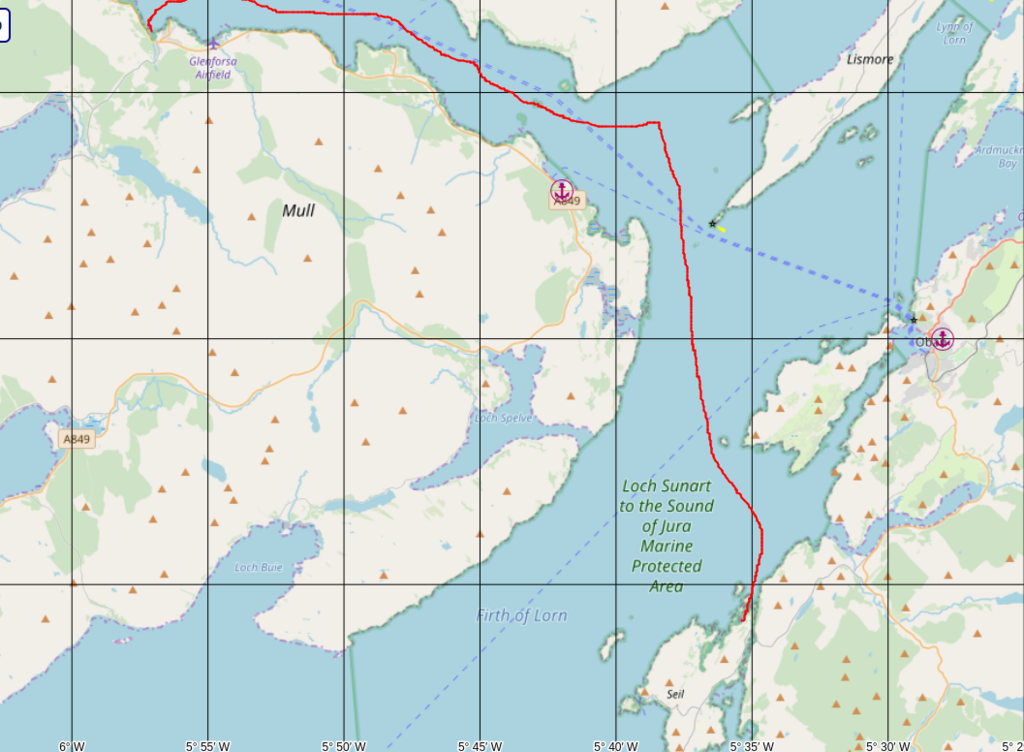 Lynn of
Lorn
Lismore
Glenforsa
Airfield
Ardmuckn
Bay
A849
Mull
Oba
Loch Spelve
A849
Loch Sunart
to the Sound
of Jura
Marine
Protected
Area
Loch Buie
Firth of Lorn
Seil
6° W 5° 55' W 5° 50' W 5° 45' W 5° 40' W 5° 35' W 5° 30' W 5° 2